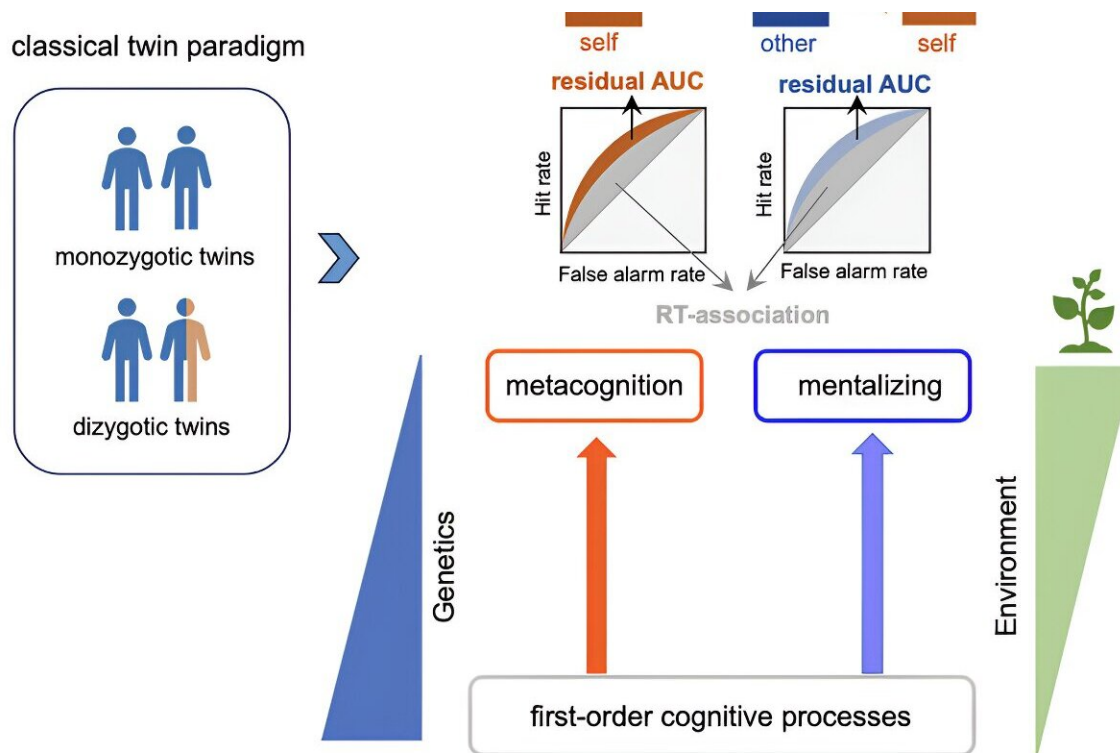 classical twin paradigm
monozygotic twins
dizygotic twins
self
other
self
residual AUC
residual AUC
Hit rate
Hit rate
False alarm rate
False alarm rate
RT-association
metacognition
mentalizing
Genetics
Environment
first-order cognitive processes